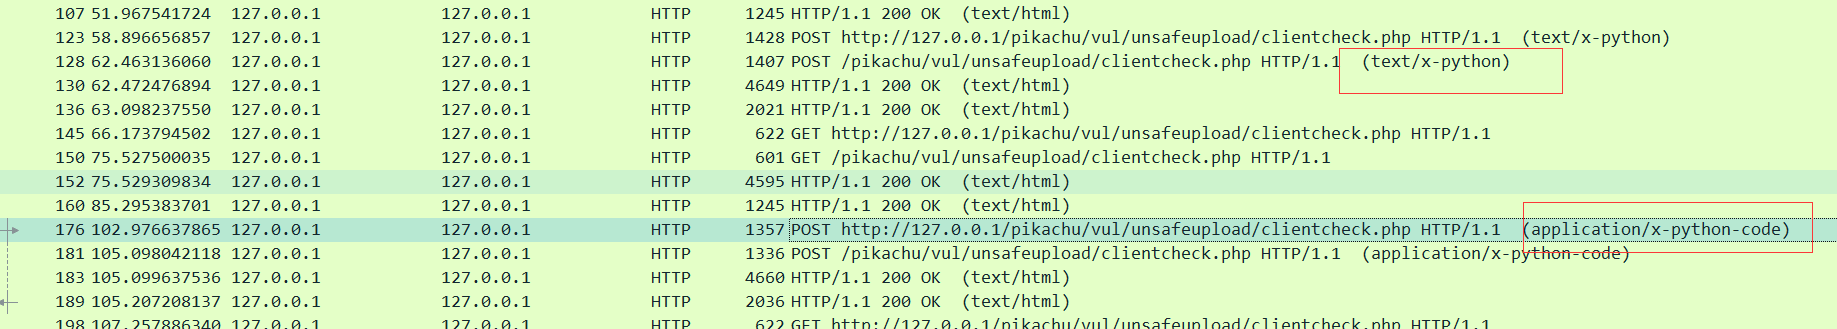 107 51.967541724 127.0.0.1 127.0.0.1 HTTP 1245 HTTP/1.1 200 OK (text/html)
123 58.896656857 127.0.0.1 127.0.0.1 HTTP 1428 POST http://127.0.0.1/pikachu/vul/unsafeupload/clientcheck.php HTTP/1.1 (text/x-python)
128 62.463136060 127.0.0.1 127.0.0.1 HTTP 1407 POST /pikachu/vul/unsafeupload/clientcheck.php HTTP/1.1 (text/x-python)
130 62.472476894 127.0.0.1 127.0.0.1 HTTP 4649 HTTP/1.1 200 OK (text/html)
136 63.098237550 127.0.0.1 127.0.0.1 HTTP 2021 HTTP/1.1 200 OK (text/html)
145 66.173794502 127.0.0.1 127.0.0.1 HTTP 622 GET http://127.0.0.1/pikachu/vul/unsafeupload/clientcheck.php HTTP/1.1
150 75.527500035 127.0.0.1 127.0.0.1 HTTP 601 GET /pikachu/vul/unsafeupload/clientcheck.php HTTP/1.1
152 75.529309834 127.0.0.1 127.0.0.1 HTTP 4595 HTTP/1.1 200 OK (text/html)
160 85.295383701 127.0.0.1 127.0.0.1 HTTP 1245 HTTP/1.1 200 OK (text/html)
176 102.976637865 127.0.0.1 127.0.0.1 HTTP 1357 POST http://127.0.0.1/pikachu/vul/unsafeupload/clientcheck.php HTTP/1.1 (application/x-python-code)
181 105.098042118 127.0.0.1 127.0.0.1 HTTP 1336 POST /pikachu/vul/unsafeupload/clientcheck.php HTTP/1.1 (application/x-python-code)
183 105.099637536 127.0.0.1 127.0.0.1 HTTP 4660 HTTP/1.1 200 OK (text/html)
189 105.207208137 127.0.0.1 127.0.0.1 HTTP 2036 HTTP/1.1 200 OK (text/html)
198 107.257886340 127.0.0.1 127.0.0.1 HTTP 622 GET http://127.0.0.1/pikachu/vul/unsafeupload/clientcheck.php HTTP/1.1